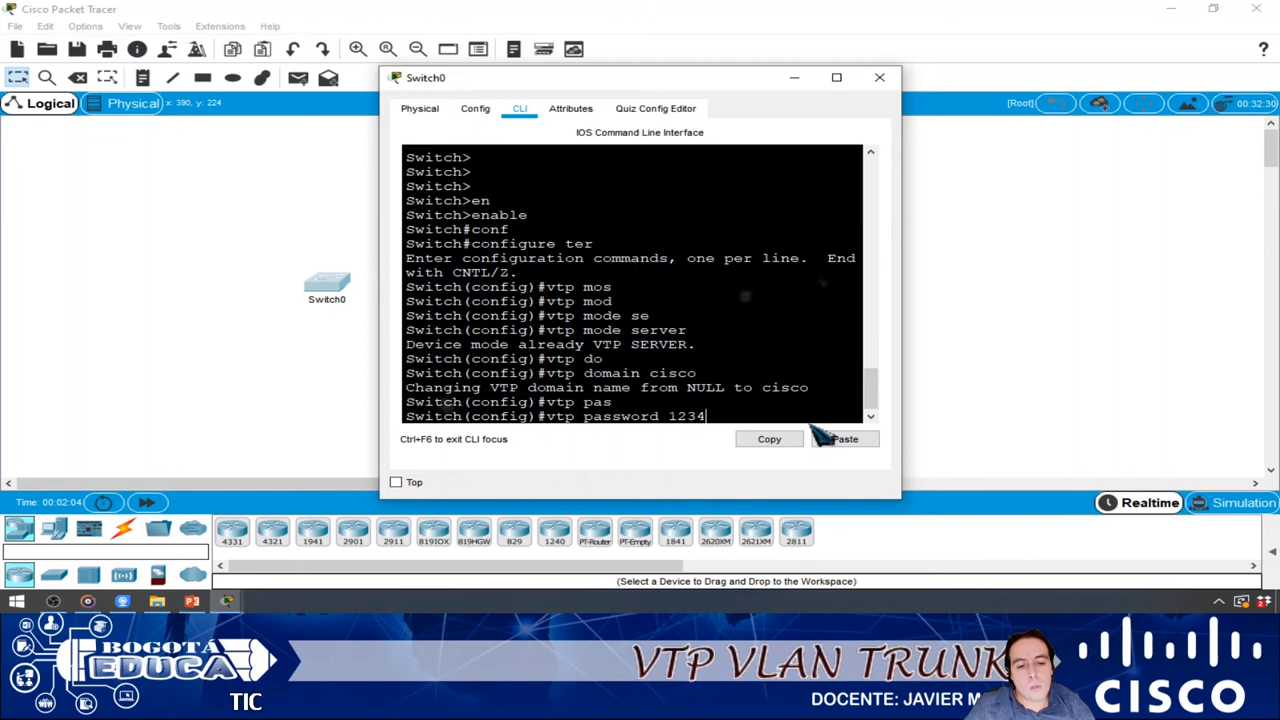 Cisco Packet Tracer
File Edit Options View Tools Extensions Help
?
Logical Physical x: 390, y: 224 [Root] 00:32:30
Switch0
Switch0
Physical Config CLI Attributes Quiz Config Editor
IOS Command Line Interface
Switch>
Switch>
Switch>
Switch>en
Switch>enable
Switch#conf
Switch#configure ter
Enter configuration commands, one per line.  End
with CNTL/Z.
Switch(config)#vtp mos
Switch(config)#vtp mod
Switch(config)#vtp mode se
Switch(config)#vtp mode server
Device mode already VTP SERVER.
Switch(config)#vtp do
Switch(config)#vtp domain cisco
Changing VTP domain name from NULL to cisco
Switch(config)#vtp pas
Switch(config)#vtp password 1234
Ctrl+F6 to exit CLI focus
Copy Paste
Top
Time: 00:02:04 Realtime Simulation
4331 4321 1941 2901 2911 819IOX 819HGW 829 1240 PT-Router PT-Empty 1841 2620XM 2621XM 2811
(Select a Device to Drag and Drop to the Workspace)
BOGOTÁ
EDUCA
TIC
VTP VLAN TRUNK
DOCENTE: JAVIER M
CISCO